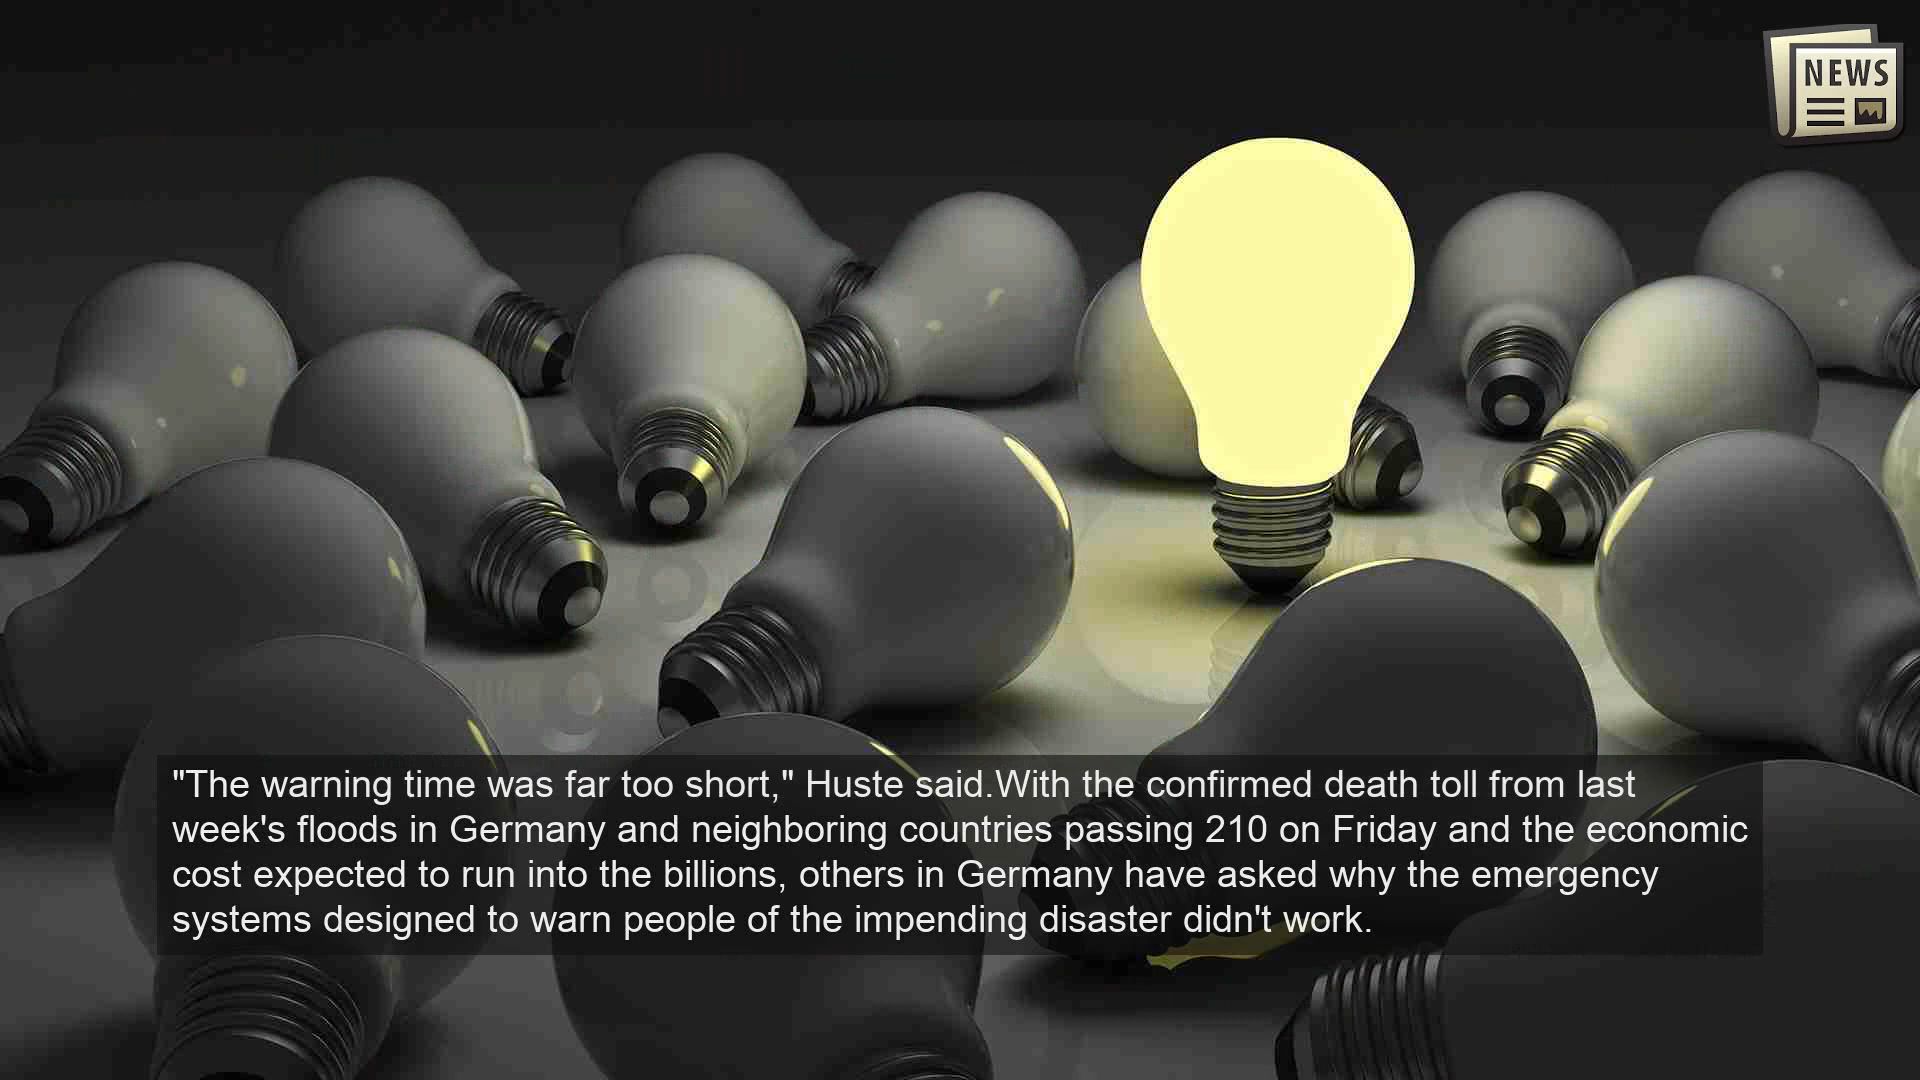 NEWS
"The warning time was far too short," Huste said.With the confirmed death toll from last
week's floods in Germany and neighboring countries passing 210 on Friday and the economic
cost expected to run into the billions, others in Germany have asked why the emergency
systems designed to warn people of the impending disaster didn't work.